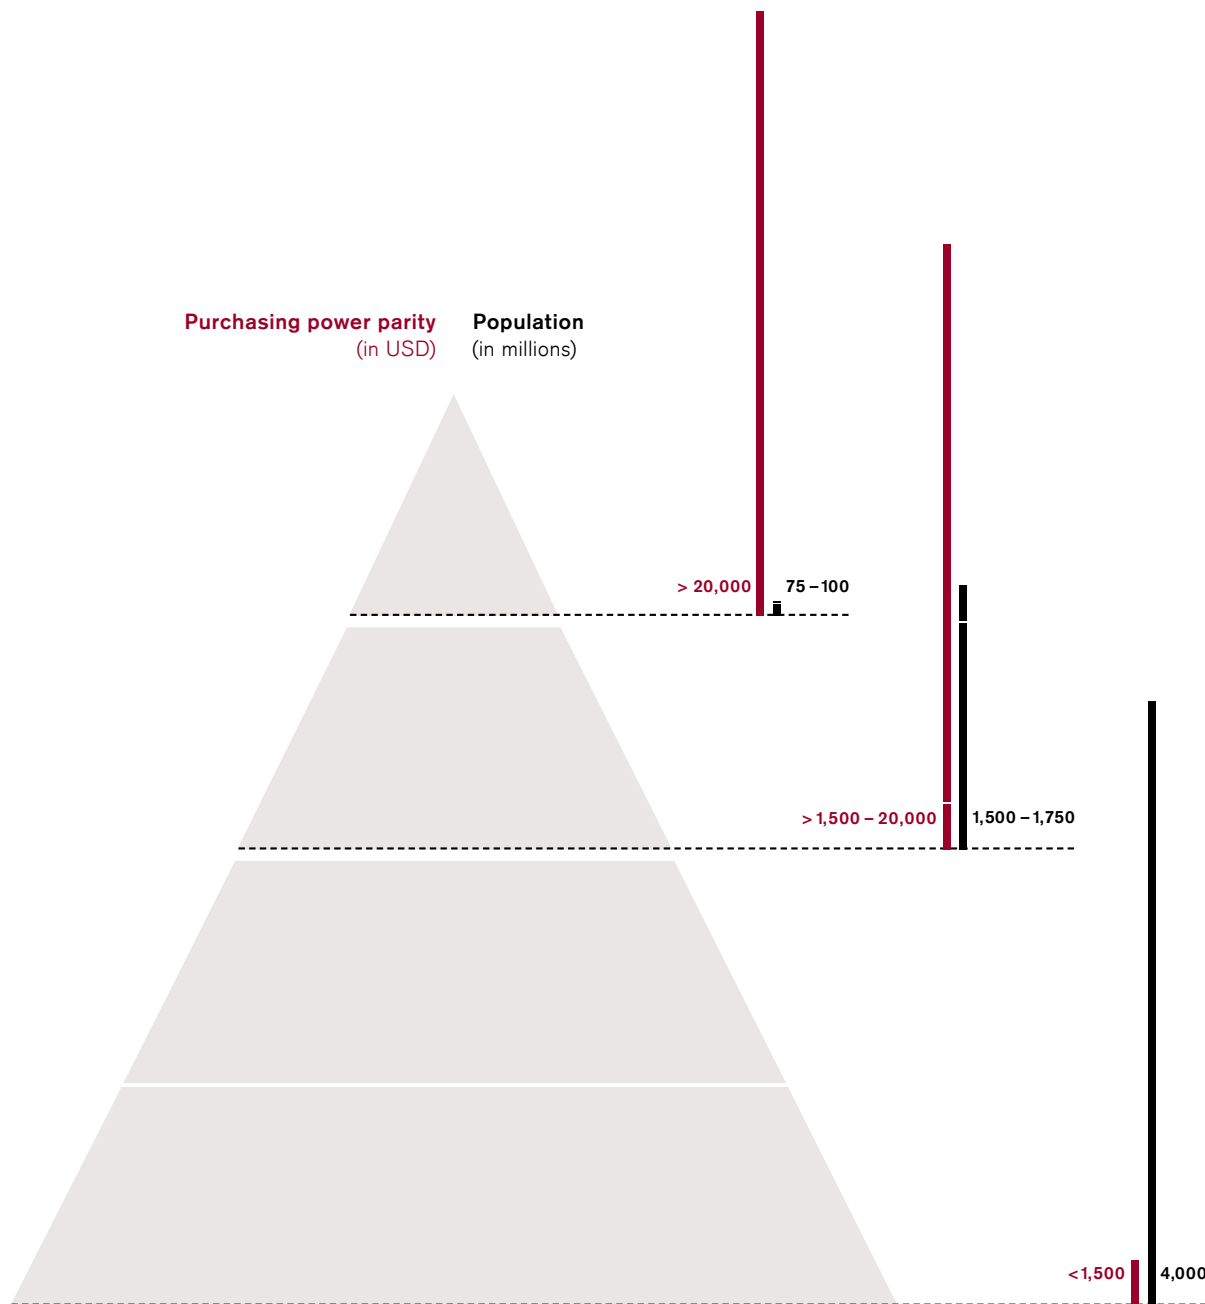 Purchasing power parity
(in USD)
Population
(in millions)
> 20,000
75 – 100
> 1,500 – 20,000
1,500 – 1,750
< 1,500
4,000